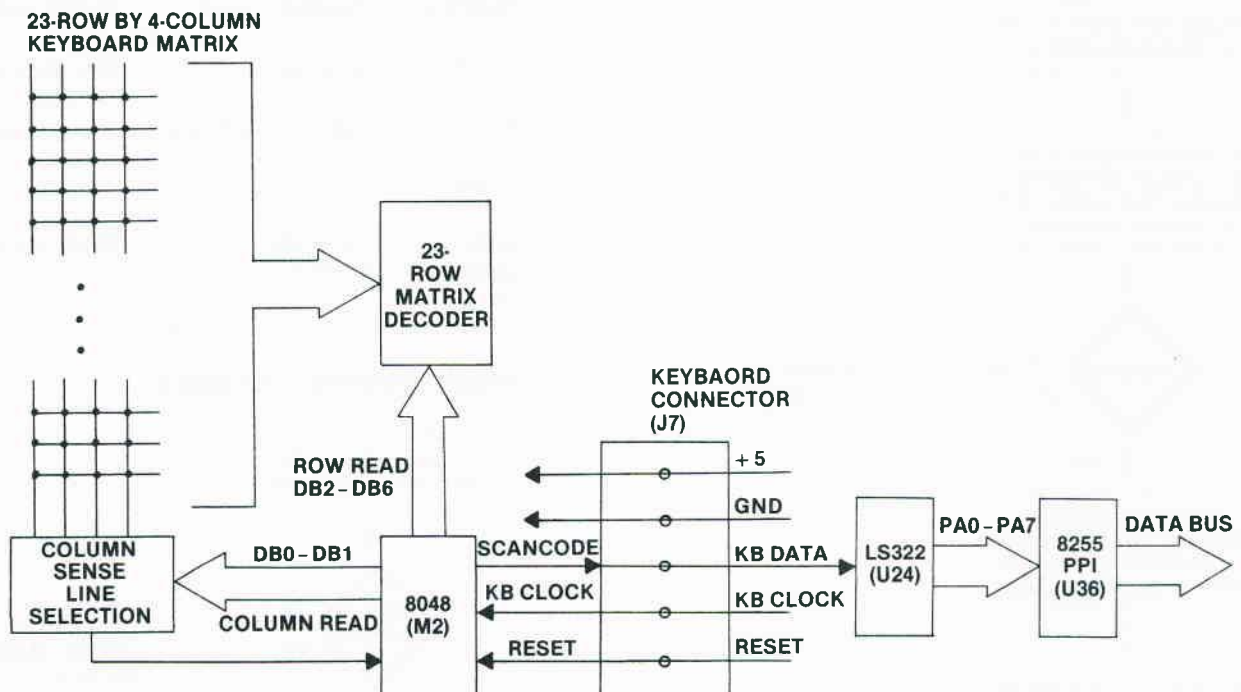 23-ROW BY 4-COLUMN
KEYBOARD MATRIX
23-
ROW
MATRIX
DECODER
KEYBAORD
CONNECTOR
(J7)
ROW READ
DB2-DB6
+5
GND
COLUMN
SENSE
LINE
SELECTION
DB0-DB1
COLUMN READ
8048
(M2)
SCANCODE
KB CLOCK
RESET
KB DATA
KB CLOCK
RESET
LS322
(U24)
PA0-PA7
8255
PPI
(U36)
DATA BUS